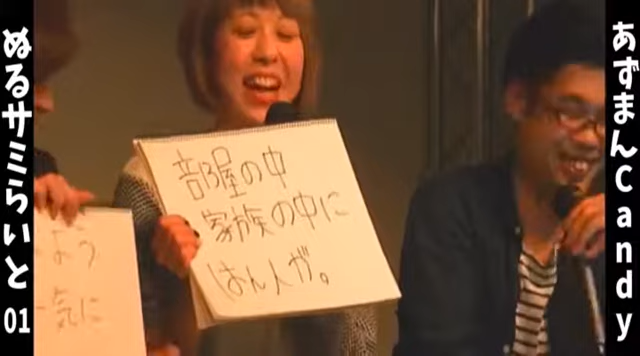 あずまんCandy
部屋の中
家族の中に
はん人が。
よう
気に
ぬるサミらいと 01